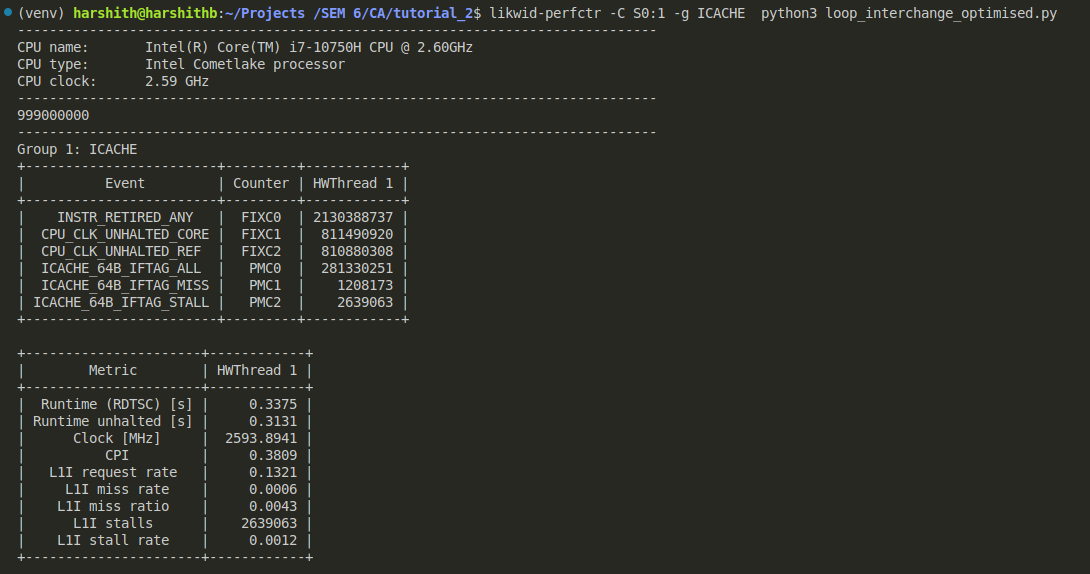 (venv) harshith@harshithb:~/Projects /SEM 6/CA/tutorial_2$ likwid-perfctr -C S0:1 -g ICACHE  python3 loop_interchange_optimised.py
--------------------------------------------------------------------------------
CPU name:       Intel(R) Core(TM) i7-10750H CPU @ 2.60GHz
CPU type:       Intel Cometlake processor
CPU clock:      2.59 GHz
--------------------------------------------------------------------------------
999000000
--------------------------------------------------------------------------------
Group 1: ICACHE
+------------------------+---------+------------+
|          Event         | Counter | HWThread 1 |
+------------------------+---------+------------+
|    INSTR_RETIRED_ANY   |  FIXC0  | 2130388737 |
|  CPU_CLK_UNHALTED_CORE |  FIXC1  |  811490920 |
|  CPU_CLK_UNHALTED_REF  |  FIXC2  |  810880308 |
|  ICACHE_64B_IFTAG_ALL  |   PMC0  |  281330251 |
|  ICACHE_64B_IFTAG_MISS |   PMC1  |    1208173 |
| ICACHE_64B_IFTAG_STALL |   PMC2  |    2639063 |
+------------------------+---------+------------+
+----------------------+------------+
|        Metric        | HWThread 1 |
+----------------------+------------+
|  Runtime (RDTSC) [s] |     0.3375 |
| Runtime unhalted [s] |     0.3131 |
|      Clock [MHz]     |  2593.8941 |
|          CPI         |     0.3809 |
|   L1I request rate   |     0.1321 |
|     L1I miss rate    |     0.0006 |
|    L1I miss ratio    |     0.0043 |
|      L1I stalls      |    2639063 |
|    L1I stall rate    |     0.0012 |
+----------------------+------------+